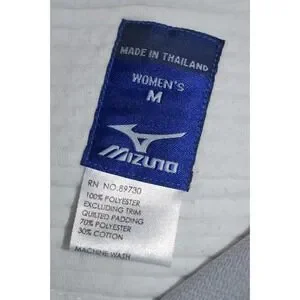 MADE IN THAILAND
WOMEN'S
M
mizuno
RN NO.89730
100% POLYESTER
EXCLUDING TRIM
QUILTED PADDING
70% POLYESTER
30% COTTON
MACHINE WASH